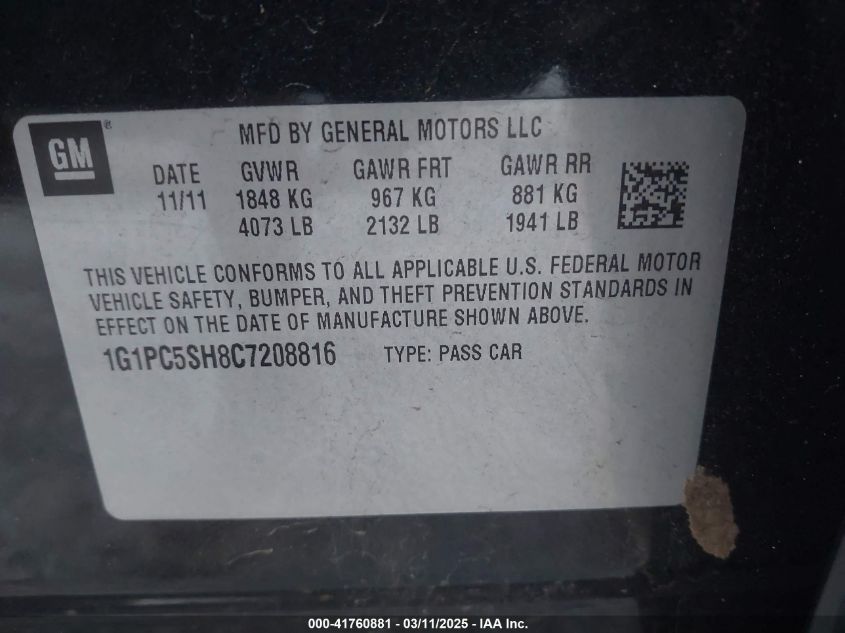 GM®
MFD BY GENERAL MOTORS LLC
DATE GVWR GAWR FRT GAWR RR
11/11 1848 KG 967 KG 881 KG
4073 LB 2132 LB 1941 LB
THIS VEHICLE CONFORMS TO ALL APPLICABLE U.S. FEDERAL MOTOR
VEHICLE SAFETY, BUMPER, AND THEFT PREVENTION STANDARDS IN
EFFECT ON THE DATE OF MANUFACTURE SHOWN ABOVE.
1G1PC5SH8C7208816 TYPE: PASS CAR
000-41760881 - 03/11/2025 - IAA Inc.